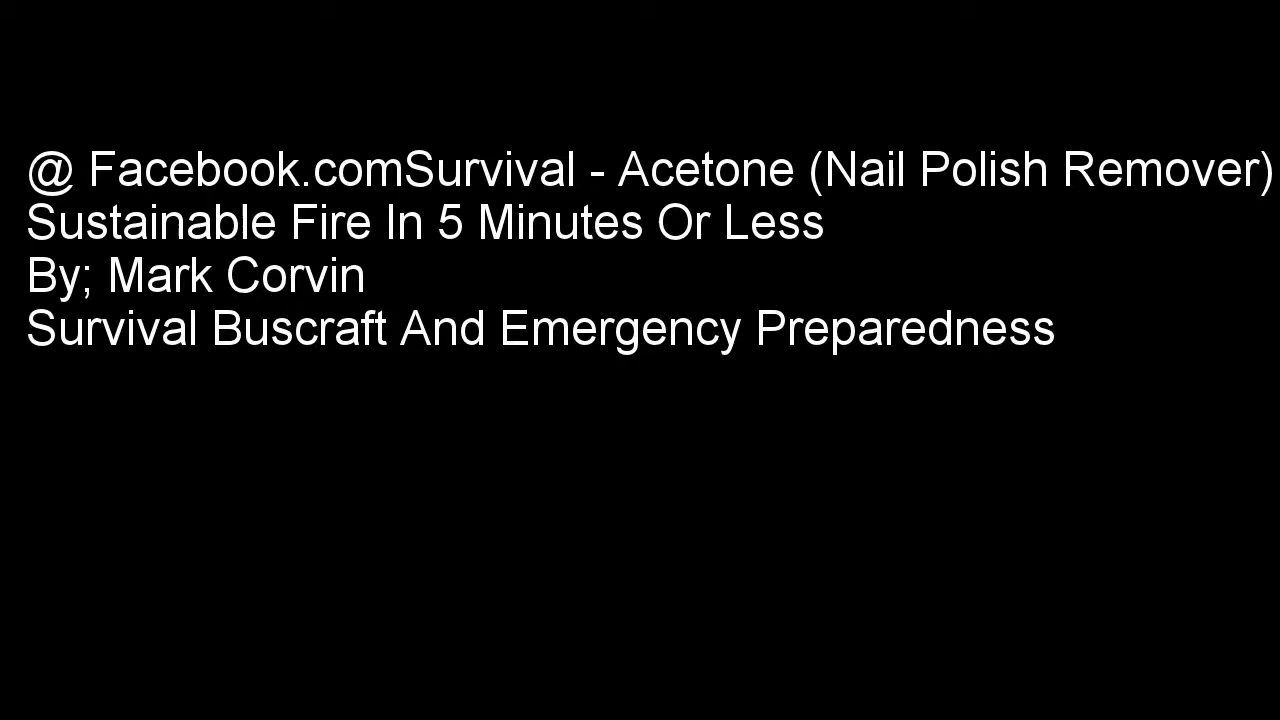 @ Facebook.comSurvival - Acetone (Nail Polish Remover)
Sustainable Fire In 5 Minutes Or Less
By; Mark Corvin
Survival Buscraft And Emergency Preparedness